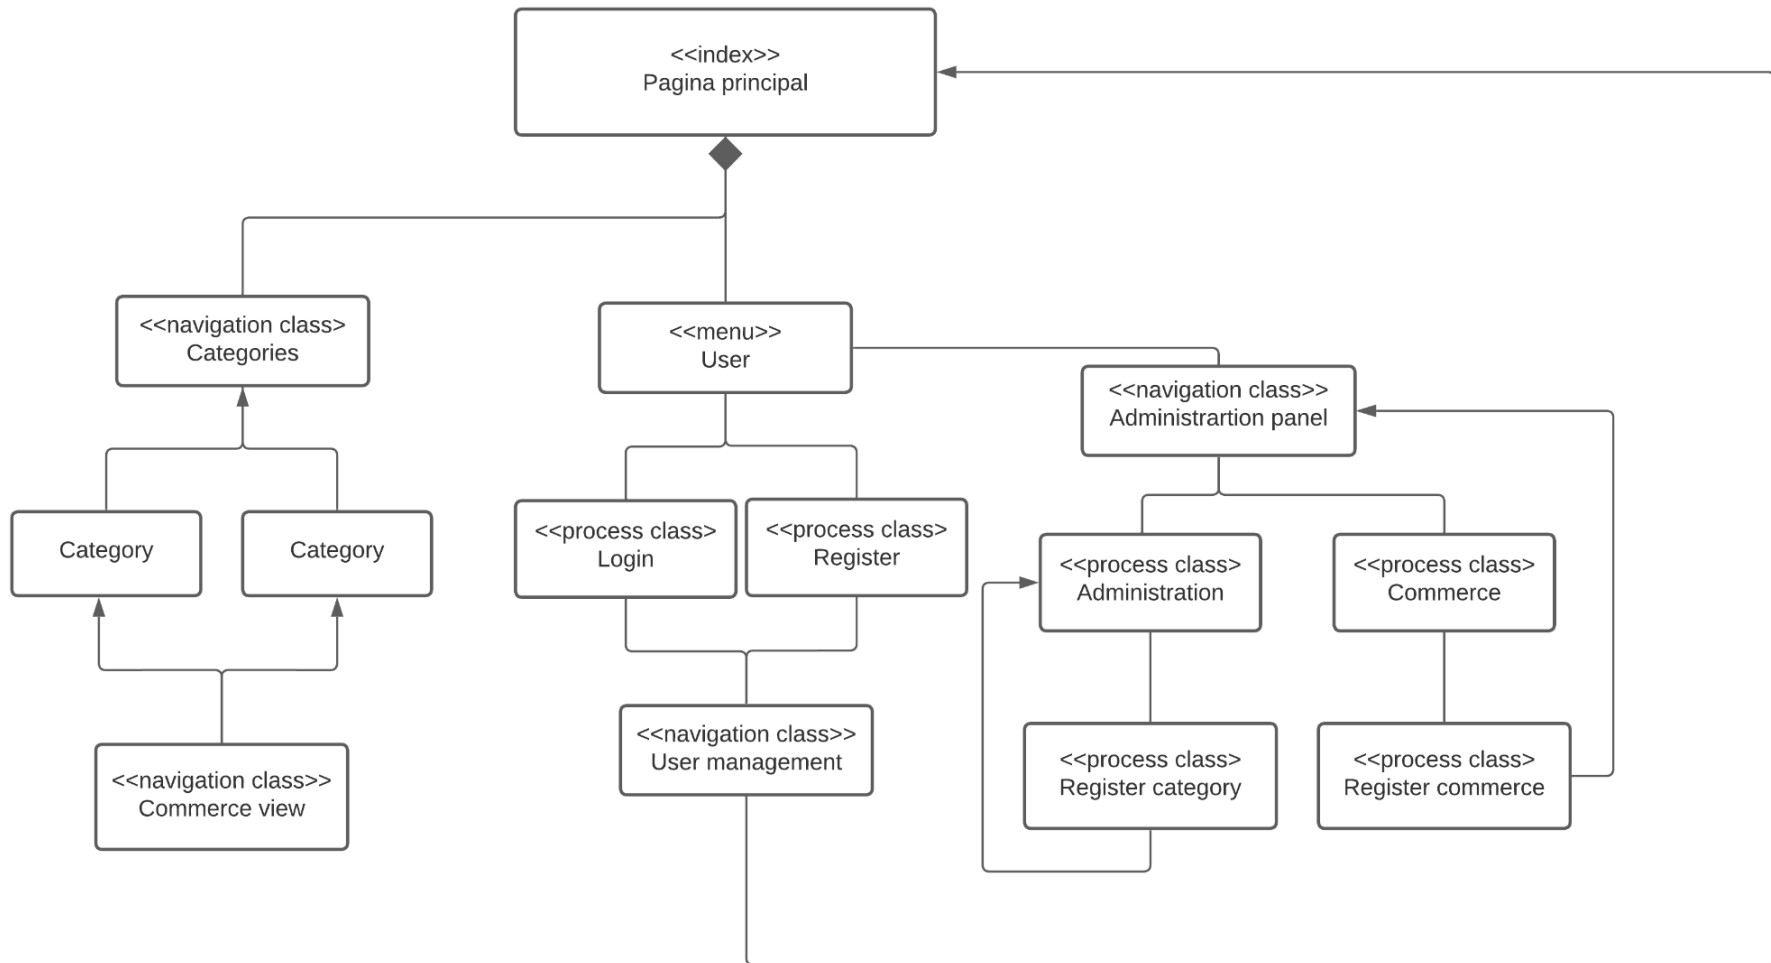 <<index>>
Pagina principal
<<navigation class>
Categories
<<menu>>
User
<<navigation class>>
Administrartion panel
Category
Category
<<process class>
Login
<<process class>
Register
<<process class>
Administration
<<process class>
Commerce
<<navigation class>>
Commerce view
<<navigation class>>
User management
<<process class>
Register category
<<process class>
Register commerce